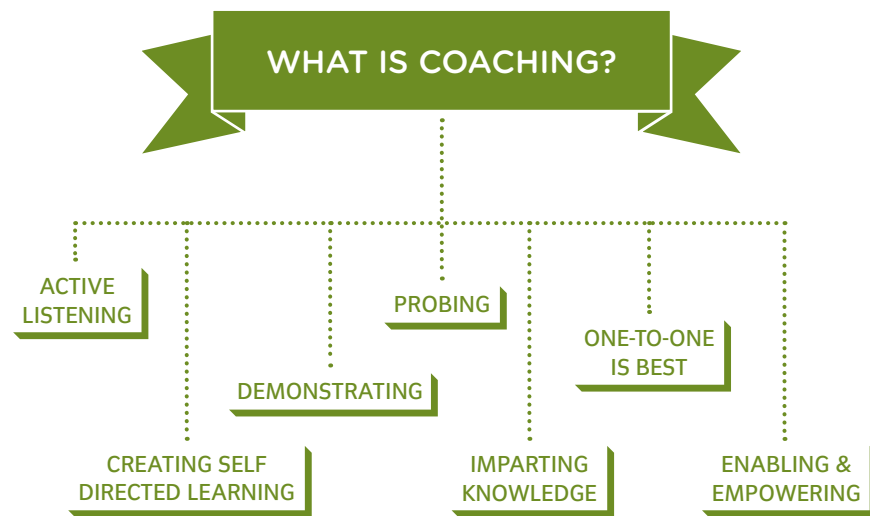 WHAT IS COACHING?
ACTIVE
LISTENING
CREATING SELF
DIRECTED LEARNING
DEMONSTRATING
PROBING
IMPARTING
KNOWLEDGE
ONE-TO-ONE
IS BEST
ENABLING &
EMPOWERING